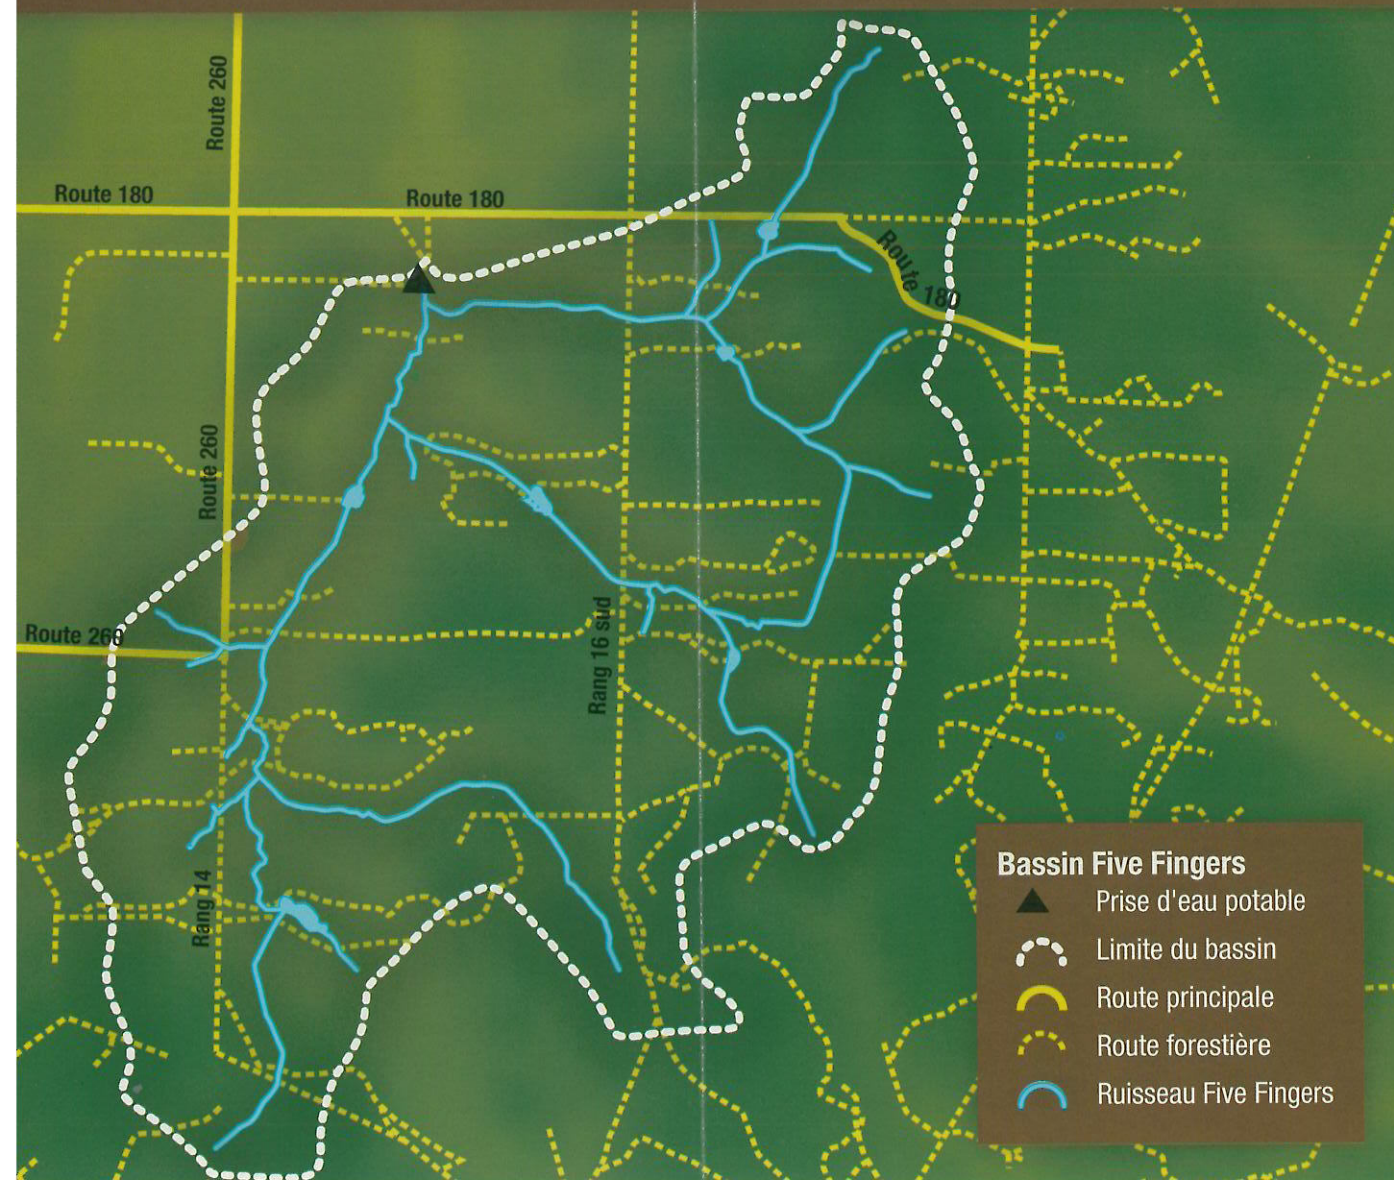 Route 260
Route 180
Route 180
Route 180
Route 260
Route 260
Rang 16 sud
Rang 14
Bassin Five Fingers
Prise d'eau potable
Limite du bassin
Route principale
Route forestière
Ruisseau Five Fingers